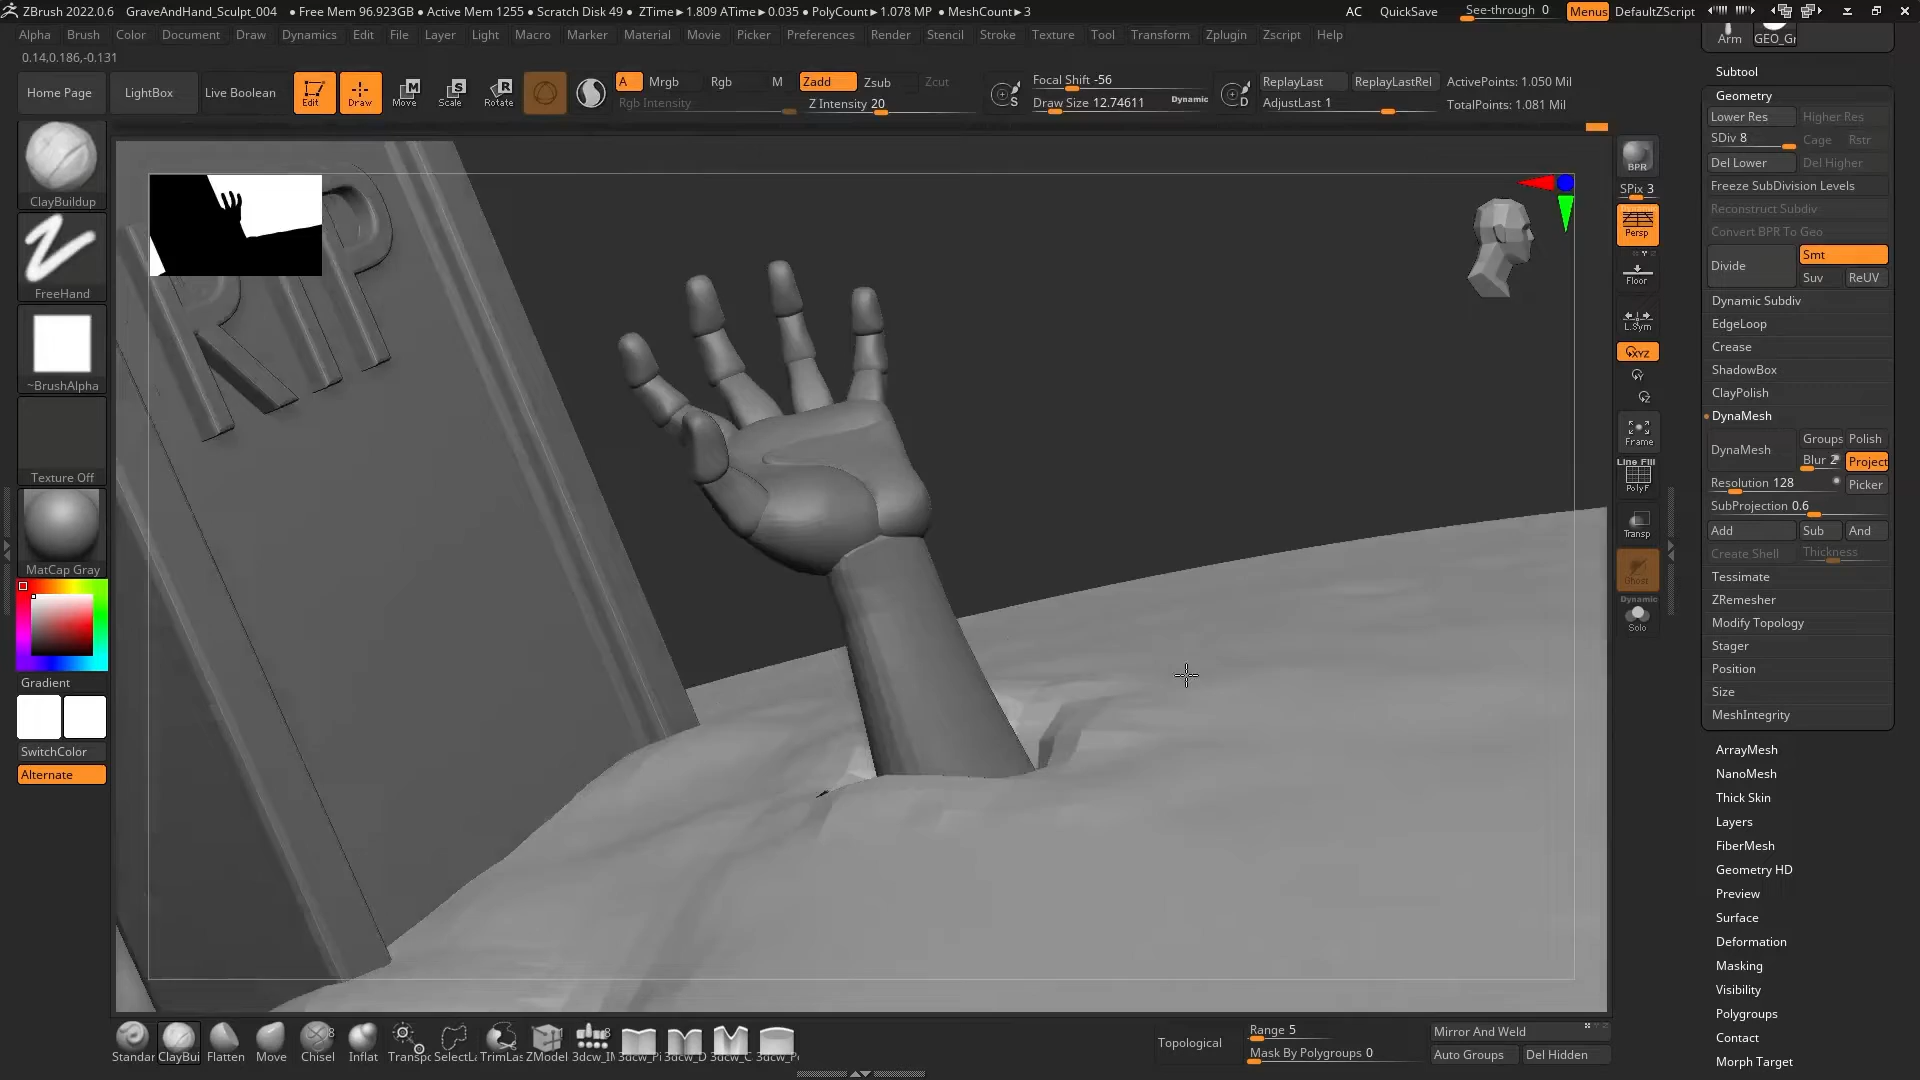 ZBrush 2022.0.6 GraveAndHand_Sculpt_004 ● Free Mem 96.923GB ● Active Mem 1255 ● Scratch Disk 49 ● ZTime►1.809 ATime►0.035 ● PolyCount►1.078 MP ● MeshCount►3 AC QuickSave See-through 0 Menus DefaultZScript
Alpha Brush Color Document Draw Dynamics Edit File Layer Light Macro Marker Material Movie Picker Preferences Render Stencil Stroke Texture Tool Transform Zplugin Zscript Help
0.14,0.186,-0.131
Home Page LightBox Live Boolean Edit Draw Move Scale Rotate
A Mrgb Rgb M Zadd Zsub Zcut
Rgb Intensity Z Intensity 20
S Focal Shift -56
Draw Size 12.74611 Dynamic D
ReplayLast ReplayLastRel ActivePoints: 1.050 Mil
AdjustLast 1 TotalPoints: 1.081 Mil
ClayBuildup
FreeHand
~BrushAlpha
Texture Off
MatCap Gray
Gradient
SwitchColor
Alternate
RIP
BPR
SPix 3
Dynamic
Persp
Floor
L.Sym
XYZ
Y
Z
Frame
Line Fill
PolyF
Transp
Ghost
Dynamic
Solo
Arm GEO_Gr
Subtool
Geometry
Lower Res Higher Res
SDiv 8 Cage Rstr
Del Lower Del Higher
Freeze SubDivision Levels
Reconstruct Subdiv
Convert BPR To Geo
Divide Smt
Suv ReUV
Dynamic Subdiv
EdgeLoop
Crease
ShadowBox
ClayPolish
DynaMesh
DynaMesh Groups Polish
Blur 2 Project
Resolution 128 Picker
SubProjection 0.6
Add Sub And
Create Shell Thickness
Tessimate
ZRemesher
Modify Topology
Stager
Position
Size
MeshIntegrity
ArrayMesh
NanoMesh
Thick Skin
Layers
FiberMesh
Geometry HD
Preview
Surface
Deformation
Masking
Visibility
Polygroups
Contact
Morph Target
Standar ClayBui Flatten Move Chisel Inflat Transpo SelectLa TrimLas ZModel 3dcw_IM 3dcw_Pi 3dcw_D 3dcw_C 3dcw_Po
Topological
Range 5
Mask By Polygroups 0
Mirror And Weld
Auto Groups Del Hidden